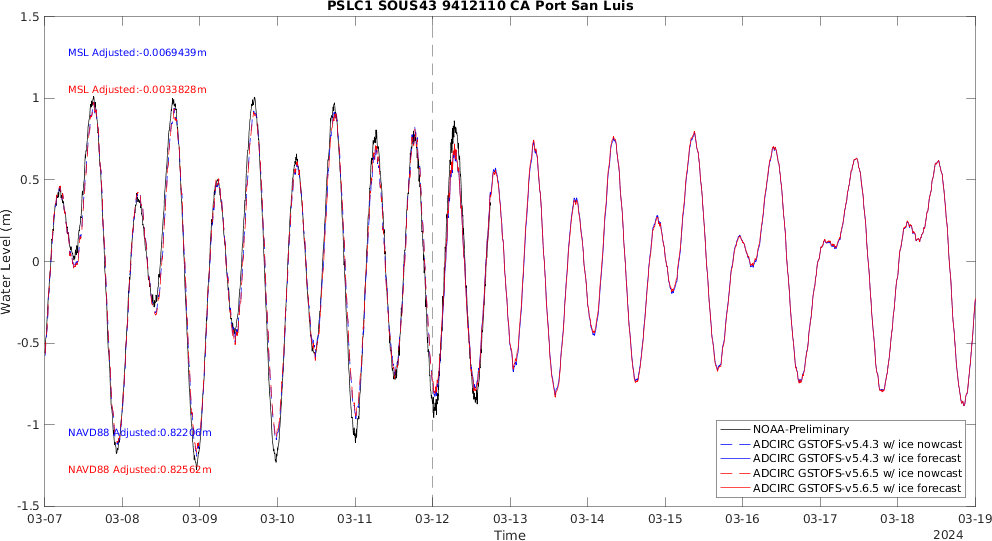 PSLC1 SOUS43 9412110 CA Port San Luis
1.5
MSL Adjusted:-0.0069439m
MSL Adjusted:-0.0033828m
1
0.5
0
-0.5
-1
-1.5
Water Level (m)
NAVD88 Adjusted:0.82206m
NAVD88 Adjusted:0.82562m
NOAA-Preliminary
ADCIRC GSTOFS-v5.4.3 w/ ice nowcast
ADCIRC GSTOFS-v5.4.3 w/ ice forecast
ADCIRC GSTOFS-v5.6.5 w/ ice nowcast
ADCIRC GSTOFS-v5.6.5 w/ ice forecast
03-07 03-08 03-09 03-10 03-11 03-12 03-13 03-14 03-15 03-16 03-17 03-18 03-19
Time
2024